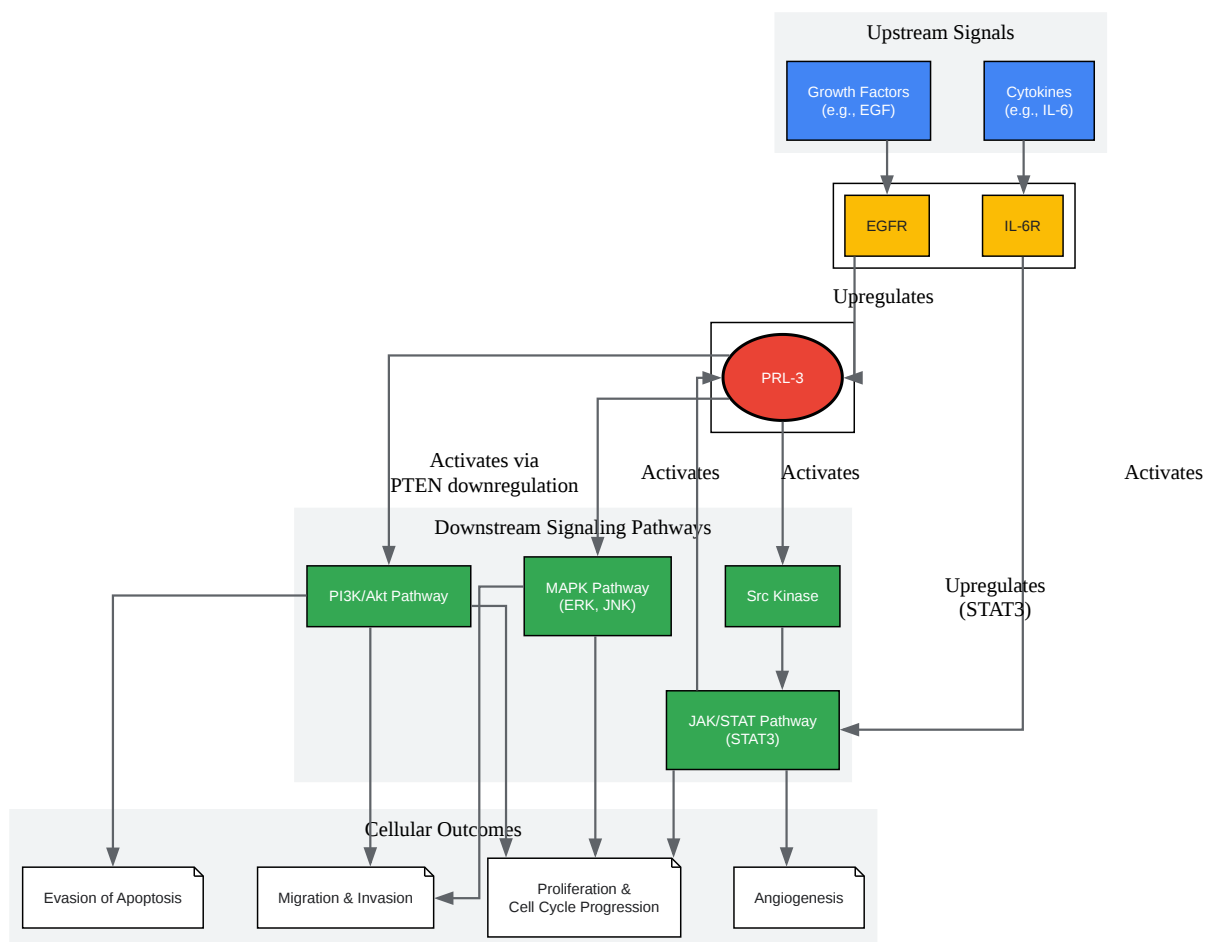 Upstream Signals
Growth Factors
(e.g., EGF)
Cytokines
(e.g., IL-6)
EGFR
IL-6R
Upregulates
PRL-3
Activates via
PTEN downregulation
Activates
Activates
Activates
Downstream Signaling Pathways
PI3K/Akt Pathway
MAPK Pathway
(ERK, JNK)
Src Kinase
Upregulates
(STAT3)
JAK/STAT Pathway
(STAT3)
Cellular Outcomes
Evasion of Apoptosis
Migration & Invasion
Proliferation &
Cell Cycle Progression
Angiogenesis